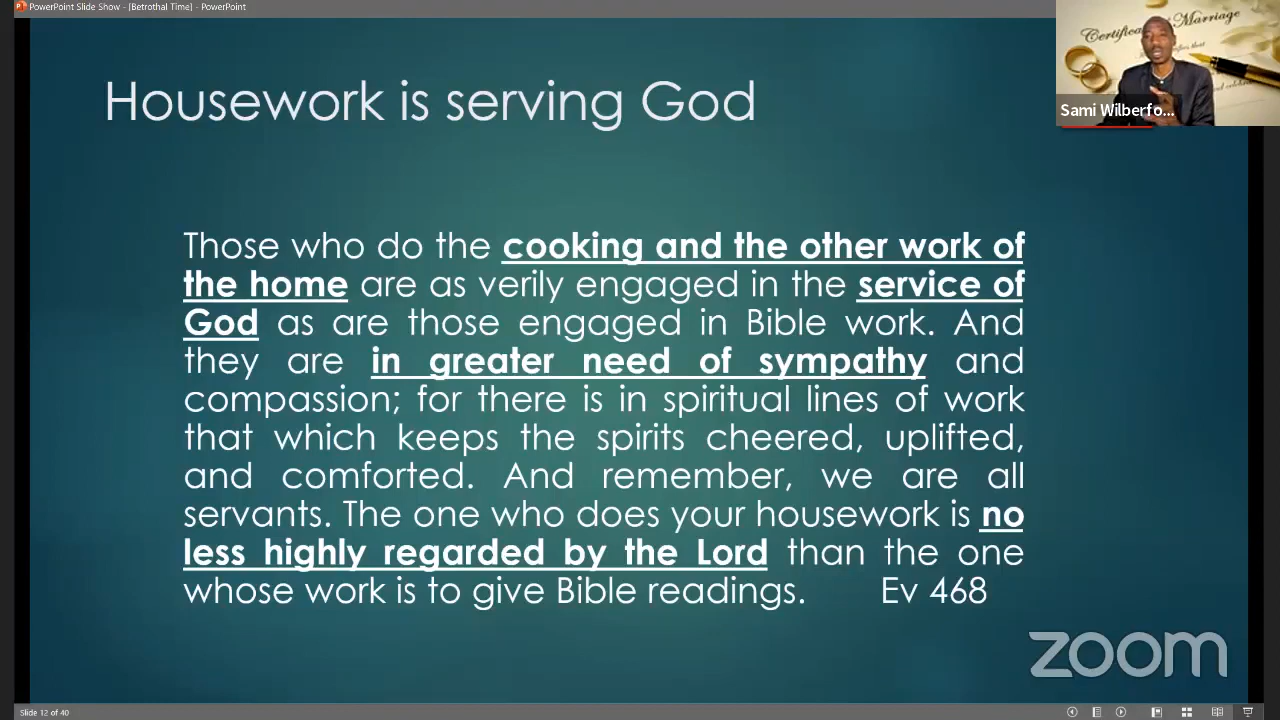 PowerPoint Slide Show - [Betrothal Time] - PowerPoint
Housework is serving God
Certificate Marriage
Sami Wilberfo...
Those who do the cooking and the other work of
the home are as verily engaged in the service of
God as are those engaged in Bible work. And
they are in greater need of sympathy and
compassion; for there is in spiritual lines of work
that which keeps the spirits cheered, uplifted,
and comforted. And remember, we are all
servants. The one who does your housework is no
less highly regarded by the Lord than the one
whose work is to give Bible readings. Ev 468
zoom
Slide 12 of 40